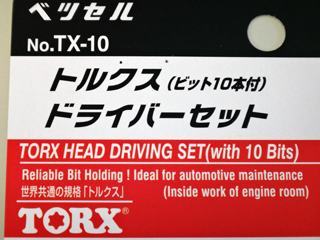 ベッセル
No.TX-10
トルクス(ビット10本付)
ドライバーセット
TORX HEAD DRIVING SET(with 10 Bits)
Reliable Bit Holding! Ideal for automotive maintenance
世界共通の規格「トルクス」 (Inside work of engine room)
TORX®